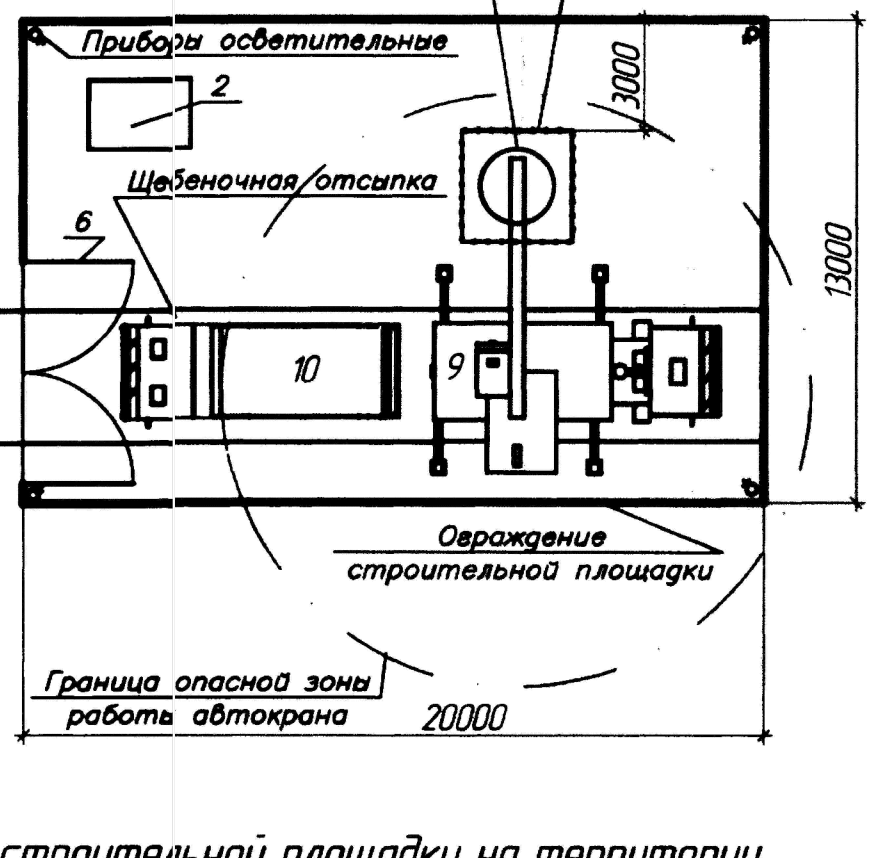 Приборы осветительные
3000
2
Щебеночная отсыпка
6
13000
10
9
Ограждение
строительной площадки
Граница опасной зоны
работы автокрана
20000
строительной площадки на территории